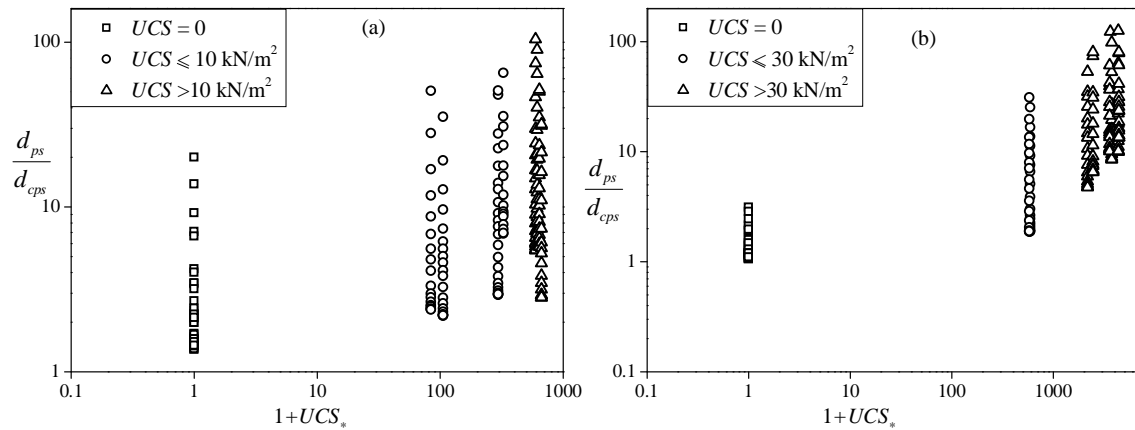 100
10
1
d_ps
d_cps
□ UCS = 0
○ UCS ⩽ 10 kN/m²
△ UCS >10 kN/m²
(a)
0.1 1 10 100 1000
1+UCS_*
100
10
1
0.1
d_ps
d_cps
□ UCS = 0
○ UCS ⩽ 30 kN/m²
△ UCS >30 kN/m²
(b)
0.1 1 10 100 1000
1+UCS_*